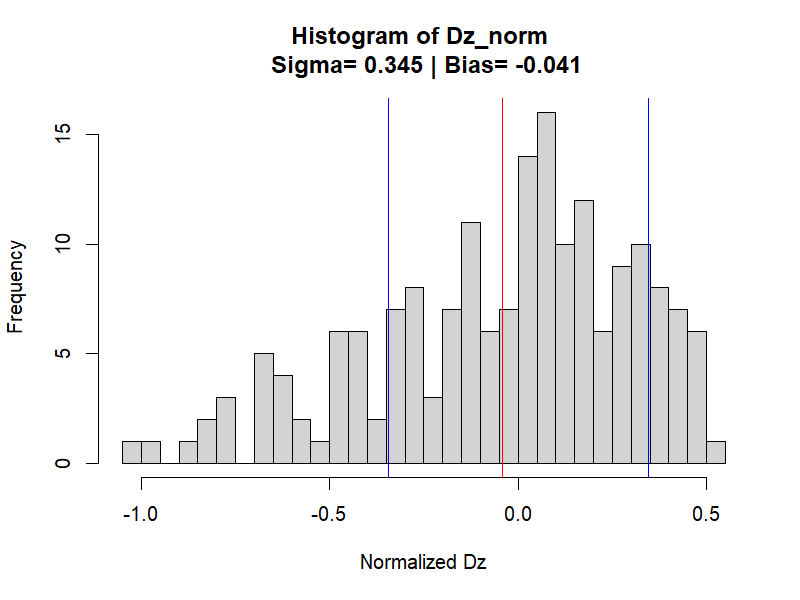 Histogram of Dz_norm
Sigma= 0.345 | Bias= -0.041
15
10
5
0
Frequency
-1.0 -0.5 0.0 0.5
Normalized Dz